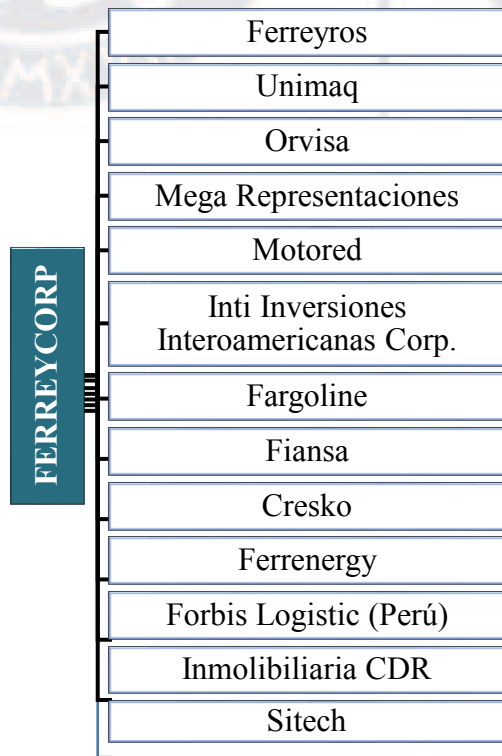 FERREYCORP
Ferreyros
Unimaq
Orvisa
Mega Representaciones
Motored
Inti Inversiones
Interoamericanas Corp.
Fargoline
Fiansa
Cresko
Ferrenergy
Forbis Logistic (Perú)
Inmolibiliaria CDR
Sitech